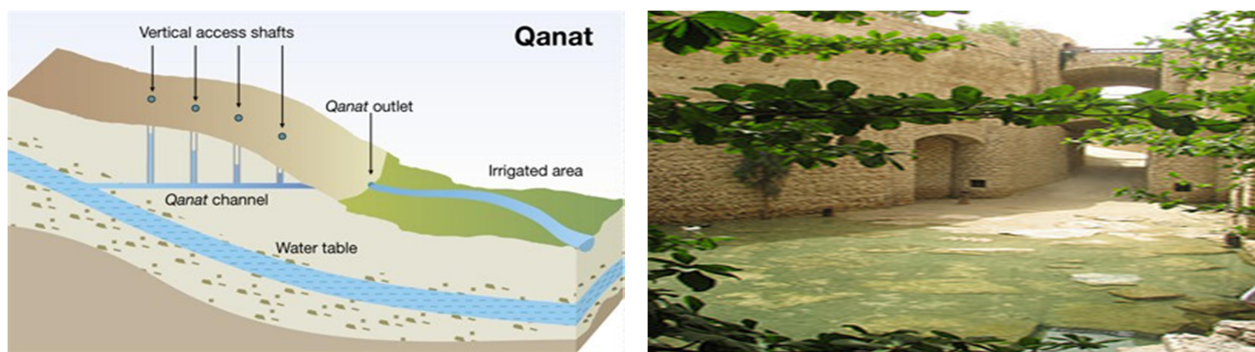 Qanat
Vertical access shafts
Qanat outlet
Irrigated area
Qanat channel
Water table